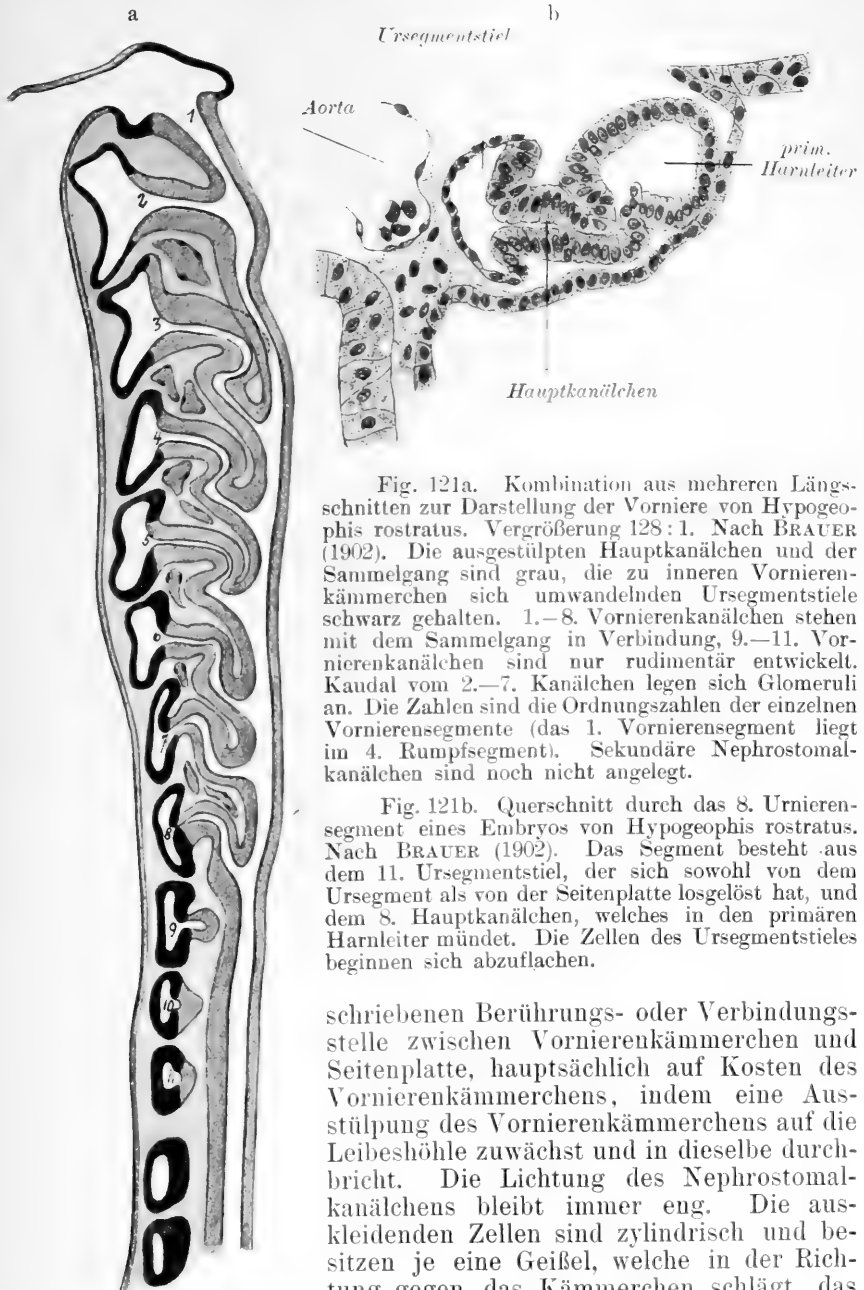 a
b
Ursegmentstiel
Aorta
prim.
Harnleiter
Hauptkanälchen
1
2
3
4
5
6
7
8
9
10
11
Fig. 121a. Kombination aus mehreren Längs-
schnitten zur Darstellung der Vorniere von Hypogeo-
phis rostratus. Vergrößerung 128 : 1. Nach BRAUER
(1902). Die ausgestülpten Hauptkanälchen und der
Sammelgang sind grau, die zu inneren Vornieren-
kämmerchen sich umwandelnden Ursegmentstiele
schwarz gehalten. 1.–8. Vornierenkanälchen stehen
mit dem Sammelgang in Verbindung, 9.—11. Vor-
nierenkanälchen sind nur rudimentär entwickelt.
Kaudal vom 2.—7. Kanälchen legen sich Glomeruli
an. Die Zahlen sind die Ordnungszahlen der einzelnen
Vornierensegmente (das 1. Vornierensegment liegt
im 4. Rumpfsegment). Sekundäre Nephrostomal-
kanälchen sind noch nicht angelegt.
Fig. 121b. Querschnitt durch das 8. Urnieren-
segment eines Embryos von Hypogeophis rostratus.
Nach BRAUER (1902). Das Segment besteht aus
dem 11. Ursegmentstiel, der sich sowohl von dem
Ursegment als von der Seitenplatte losgelöst hat, und
dem 8. Hauptkanälchen, welches in den primären
Harnleiter mündet. Die Zellen des Ursegmentstieles
beginnen sich abzuflachen.
schriebenen Berührungs- oder Verbindungs-
stelle zwischen Vornierenkämmerchen und
Seitenplatte, hauptsächlich auf Kosten des
Vornierenkämmerchens, indem eine Aus-
stülpung des Vornierenkämmerchens auf die
Leibeshöhle zuwächst und in dieselbe durch-
bricht. Die Lichtung des Nephrostomal-
kanälchens bleibt immer eng. Die aus-
kleidenden Zellen sind zylindrisch und be-
sitzen je eine Geißel, welche in der Rich-
tung gegen das Kämmerchen schlägt, das